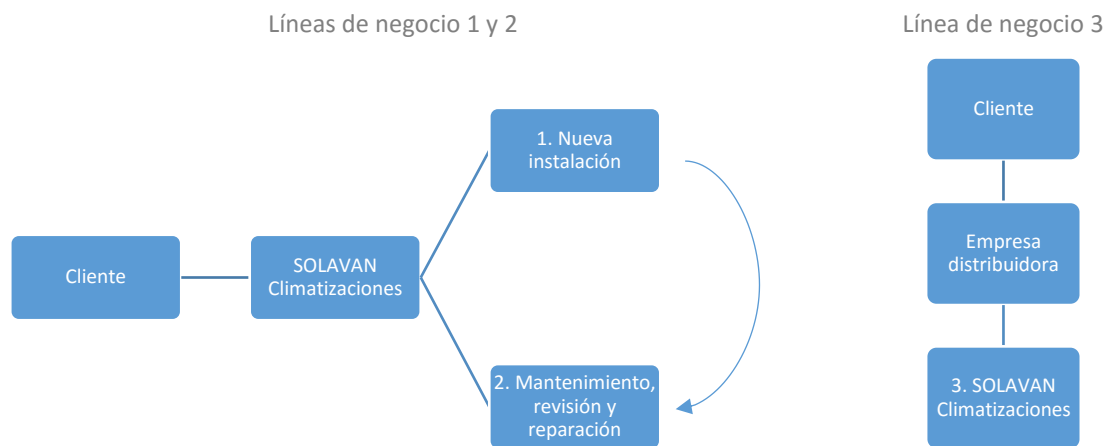 Líneas de negocio 1 y 2
Línea de negocio 3
1. Nueva
instalación
Cliente
SOLAVAN
Climatizaciones
2. Mantenimiento,
revisión y
reparación
Cliente
Empresa
distribuidora
3. SOLAVAN
Climatizaciones